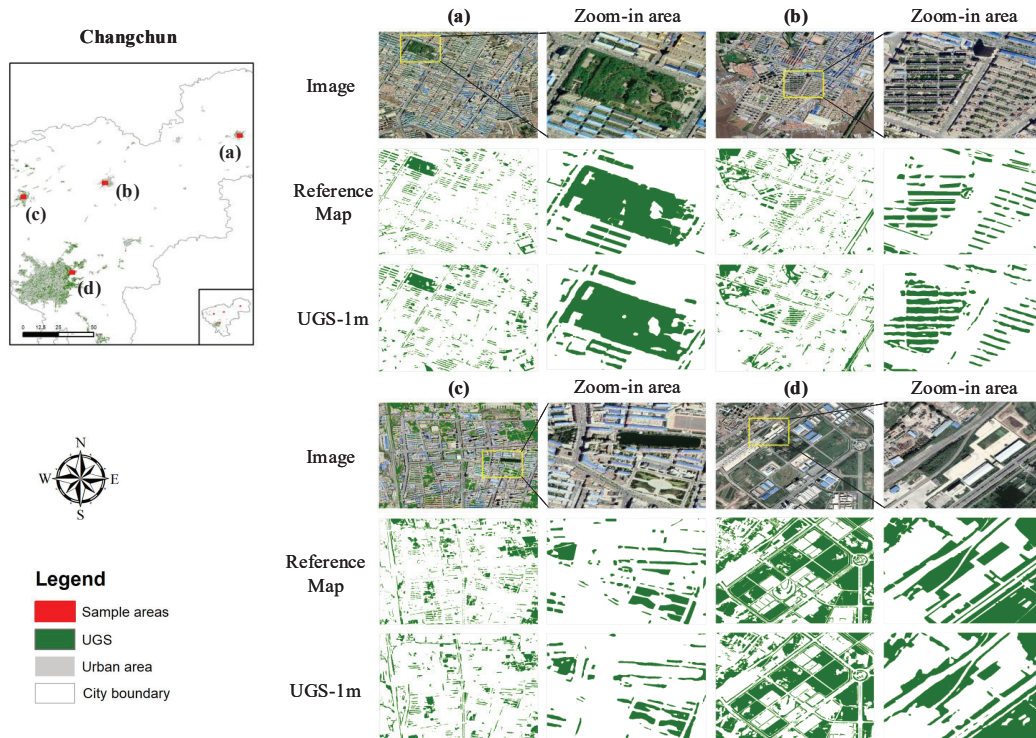 Changchun
(a)
(b)
(c)
(d)
0 12.5 25 50
N
W E
S
Legend
Sample areas
UGS
Urban area
City boundary
(a) Zoom-in area (b) Zoom-in area
Image
Reference
Map
UGS-1m
(c) Zoom-in area (d) Zoom-in area
Image
Reference
Map
UGS-1m